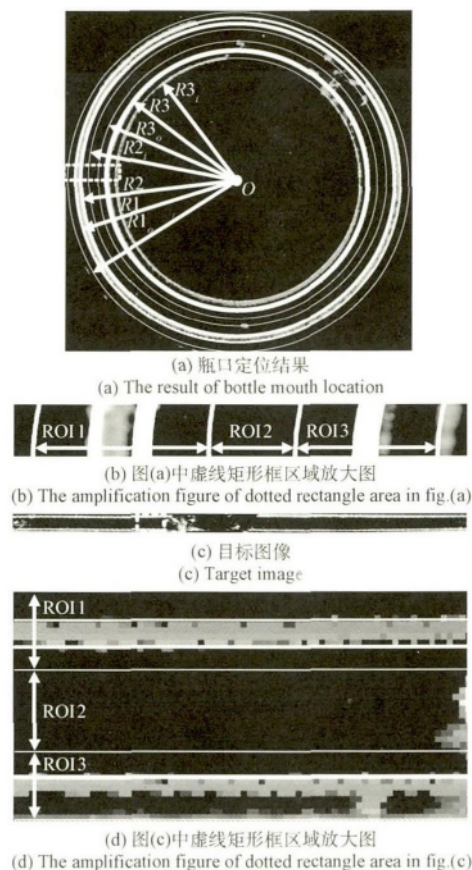 R3ᵢ
R3
R3ₒ
R2ᵢ
O
R2
R1
R1ₒ
(a) 瓶口定位结果
(a) The result of bottle mouth location
ROI1 ROI2 ROI3
(b) 图(a)中虚线矩形框区域放大图
(b) The amplification figure of dotted rectangle area in fig.(a)
(c) 目标图像
(c) Target image
ROI1
ROI2
ROI3
(d) 图(c)中虚线矩形框区域放大图
(d) The amplification figure of dotted rectangle area in fig.(c)